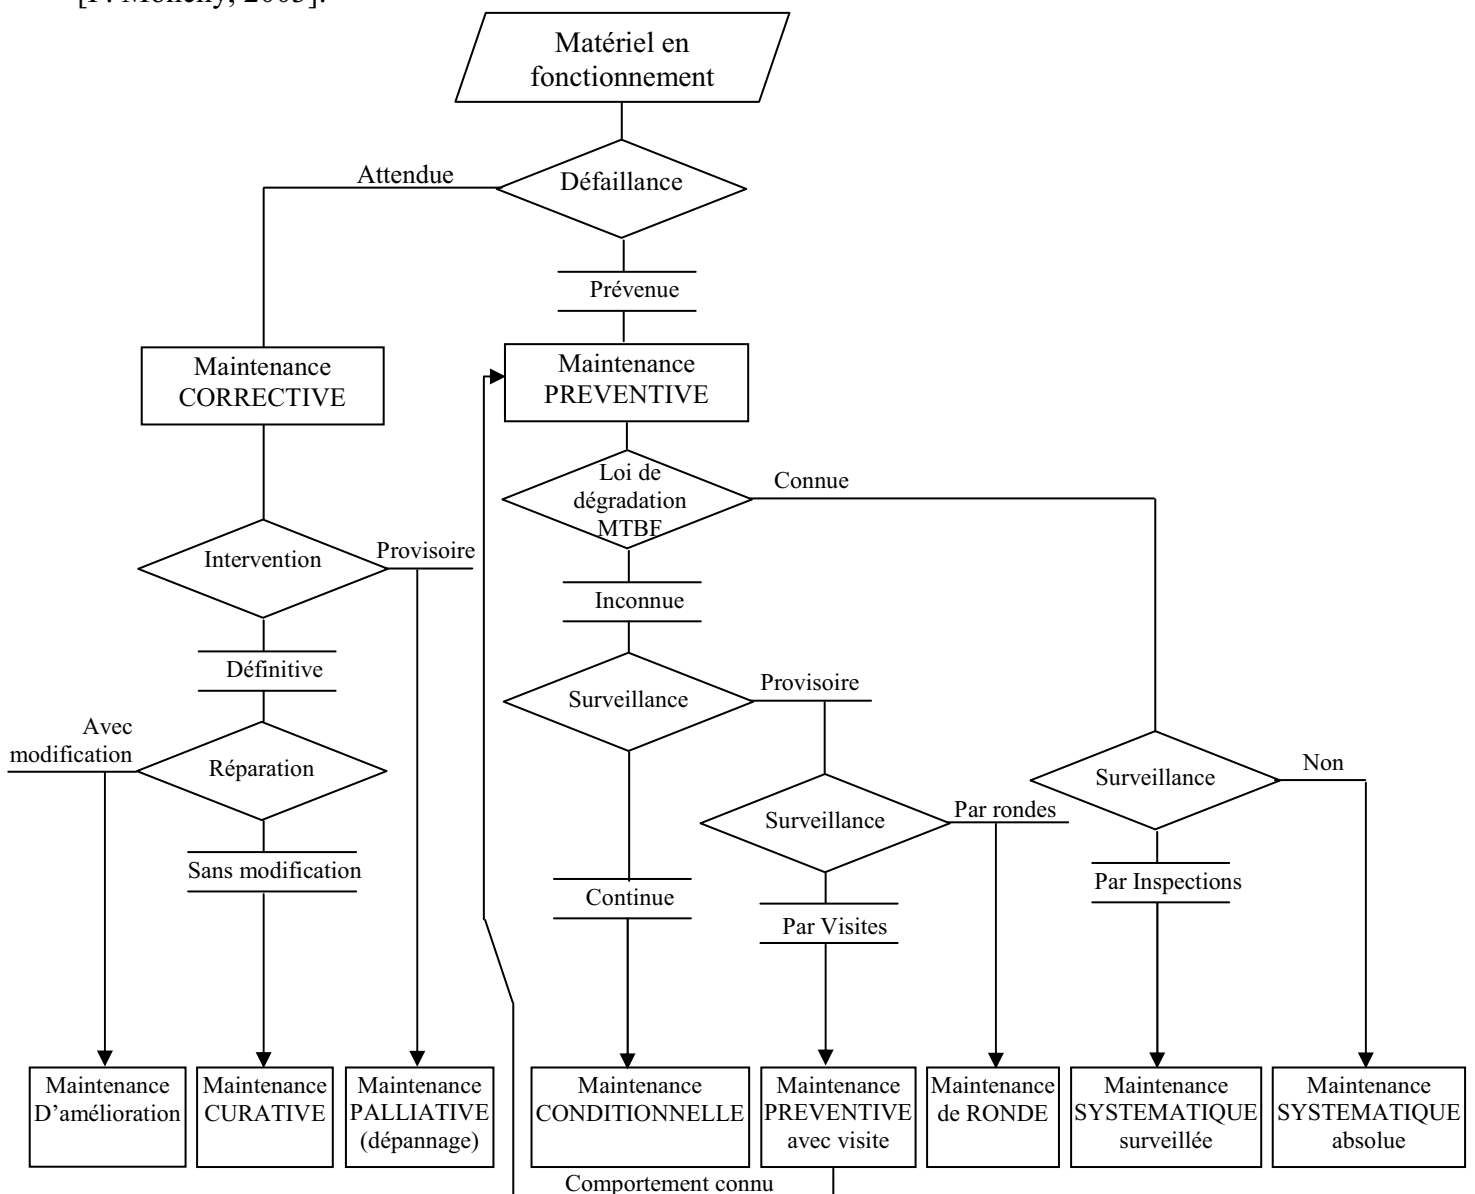 Matériel en
fonctionnement
Attendue
Défaillance
Prévenue
Maintenance
CORRECTIVE
Maintenance
PREVENTIVE
Loi de
dégradation
MTBF
Connue
Intervention
Provisoire
Inconnue
Définitive
Surveillance
Provisoire
Avec
modification
Réparation
Surveillance
Par rondes
Surveillance
Non
Sans modification
Continue
Par Visites
Par Inspections
Maintenance
D'amélioration
Maintenance
CURATIVE
Maintenance
PALLIATIVE
(dépannage)
Maintenance
CONDITIONNELLE
Maintenance
PREVENTIVE
avec visite
Maintenance
de RONDE
Maintenance
SYSTEMATIQUE
surveillée
Maintenance
SYSTEMATIQUE
absolue
Comportement connu